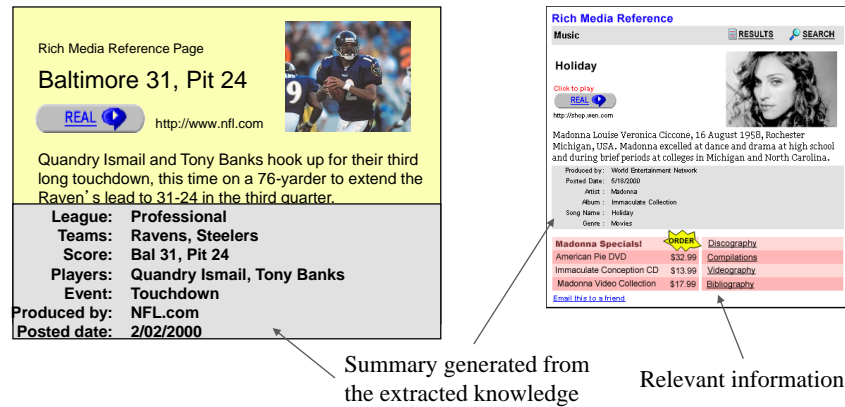 Rich Media Reference Page
Baltimore 31, Pit 24
REAL
http://www.nfl.com
Quandry Ismail and Tony Banks hook up for their third
long touchdown, this time on a 76-yarder to extend the
Raven's lead to 31-24 in the third quarter.
League: Professional
Teams: Ravens, Steelers
Score: Bal 31, Pit 24
Players: Quandry Ismail, Tony Banks
Event: Touchdown
Produced by: NFL.com
Posted date: 2/02/2000
Rich Media Reference
Music RESULTS SEARCH
Holiday
Click to play
REAL
http://shop.wen.com
Madonna Louise Veronica Ciccone, 16 August 1958, Rochester
Michigan, USA. Madonna excelled at dance and drama at high school
and during brief periods at colleges in Michigan and North Carolina.
Produced by: World Entertainment Network
Posted Date: 5/18/2000
Artist : Madonna
Album : Immaculate Collection
Song Name : Holiday
Genre : Movies
Madonna Specials! ORDER Discography
American Pie DVD $32.99 Compilations
Immaculate Conception CD $13.99 Videography
Madonna Video Collection $17.99 Bibliography
Email this to a friend
Summary generated from
the extracted knowledge
Relevant information